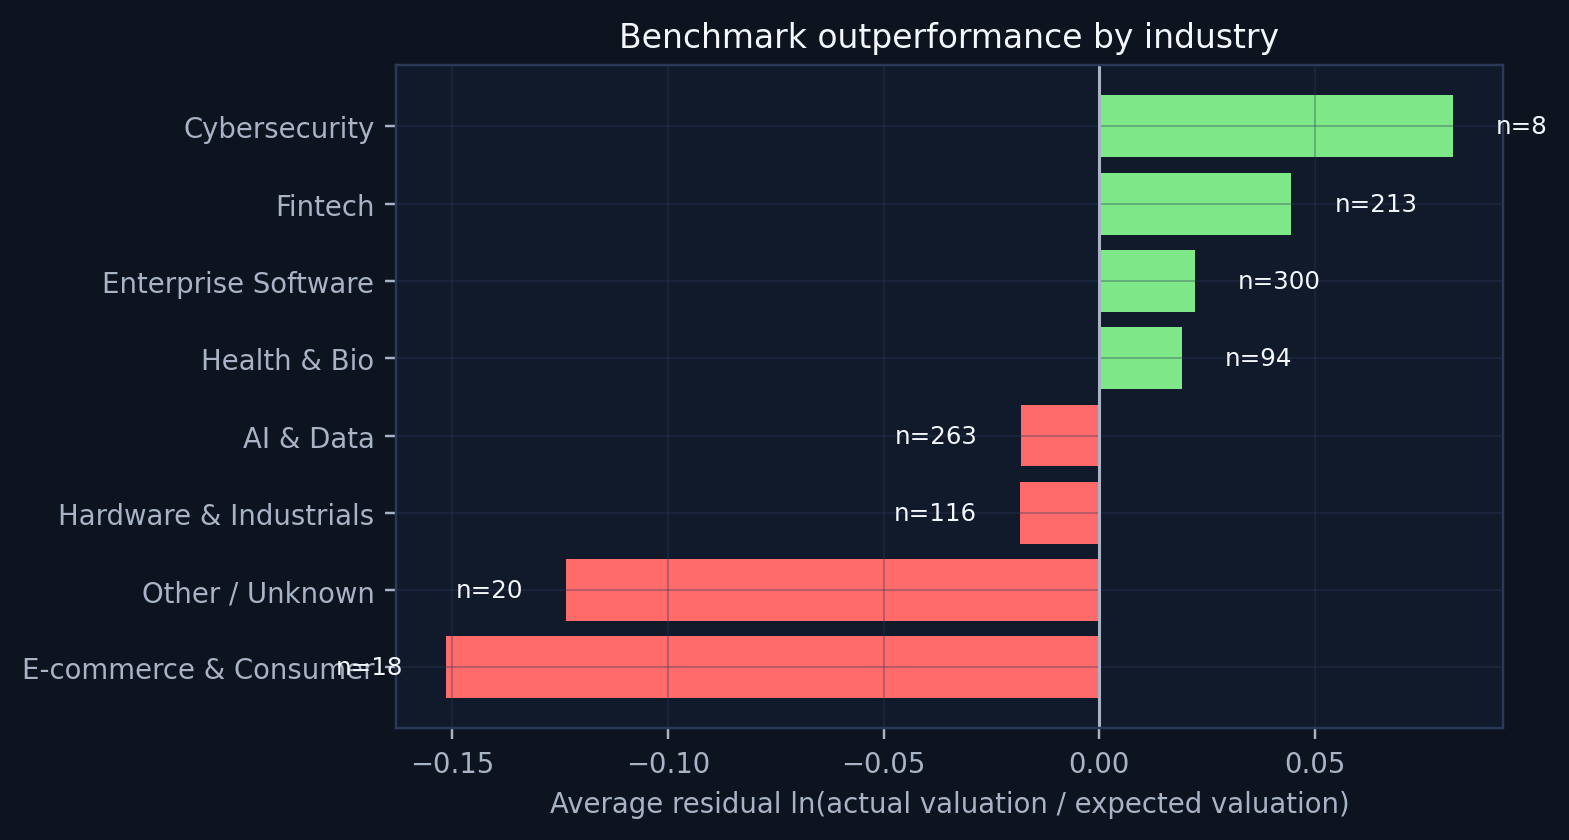 Benchmark outperformance by industry
Cybersecurity
n=8
Fintech
n=213
Enterprise Software
n=300
Health & Bio
n=94
AI & Data
n=263
Hardware & Industrials
n=116
Other / Unknown
n=20
E-commerce & Consumer
n=18
−0.15
−0.10
−0.05
0.00
0.05
Average residual ln(actual valuation / expected valuation)